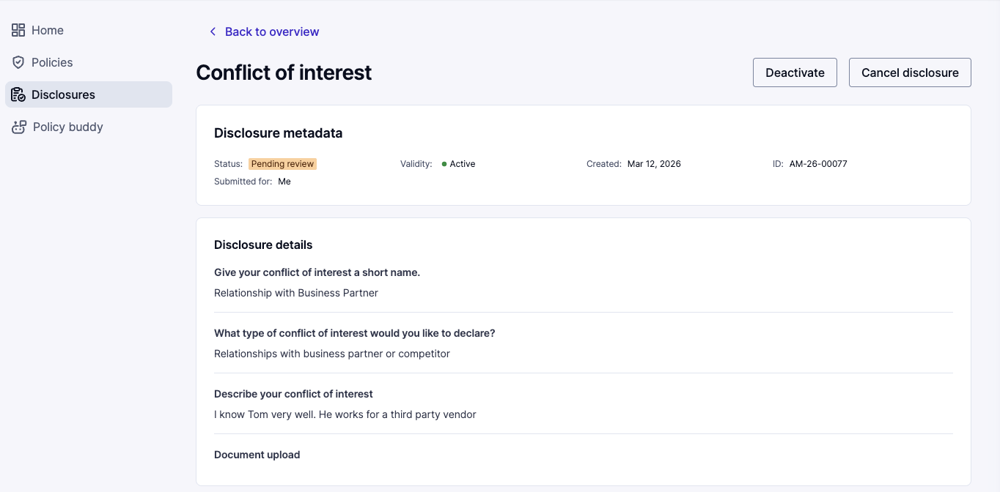 Home
Policies
Disclosures
Policy buddy
Back to overview
Conflict of interest
Deactivate
Cancel disclosure
Disclosure metadata
Status: Pending review
Validity: Active
Created: Mar 12, 2026
ID: AM-26-00077
Submitted for: Me
Disclosure details
Give your conflict of interest a short name.
Relationship with Business Partner
What type of conflict of interest would you like to declare?
Relationships with business partner or competitor
Describe your conflict of interest
I know Tom very well. He works for a third party vendor
Document upload